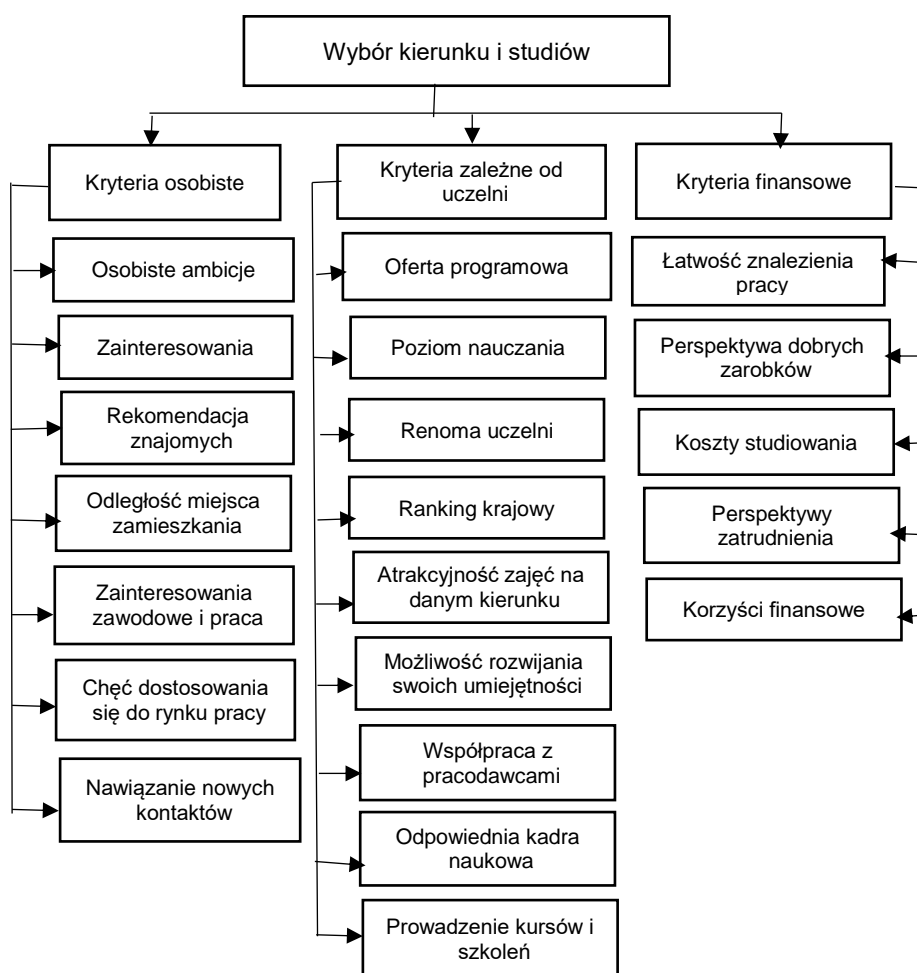 Wybór kierunku i studiów
Kryteria osobiste
Osobiste ambicje
Zainteresowania
Rekomendacja
znajomych
Odległość miejsca
zamieszkania
Zainteresowania
zawodowe i praca
Chęć dostosowania
się do rynku pracy
Nawiązanie nowych
kontaktów
Kryteria zależne od
uczelni
Oferta programowa
Poziom nauczania
Renoma uczelni
Ranking krajowy
Atrakcyjność zajęć na
danym kierunku
Możliwość rozwijania
swoich umiejętności
Współpraca z
pracodawcami
Odpowiednia kadra
naukowa
Prowadzenie kursów i
szkoleń
Kryteria finansowe
Łatwość znalezienia
pracy
Perspektywa dobrych
zarobków
Koszty studiowania
Perspektywy
zatrudnienia
Korzyści finansowe